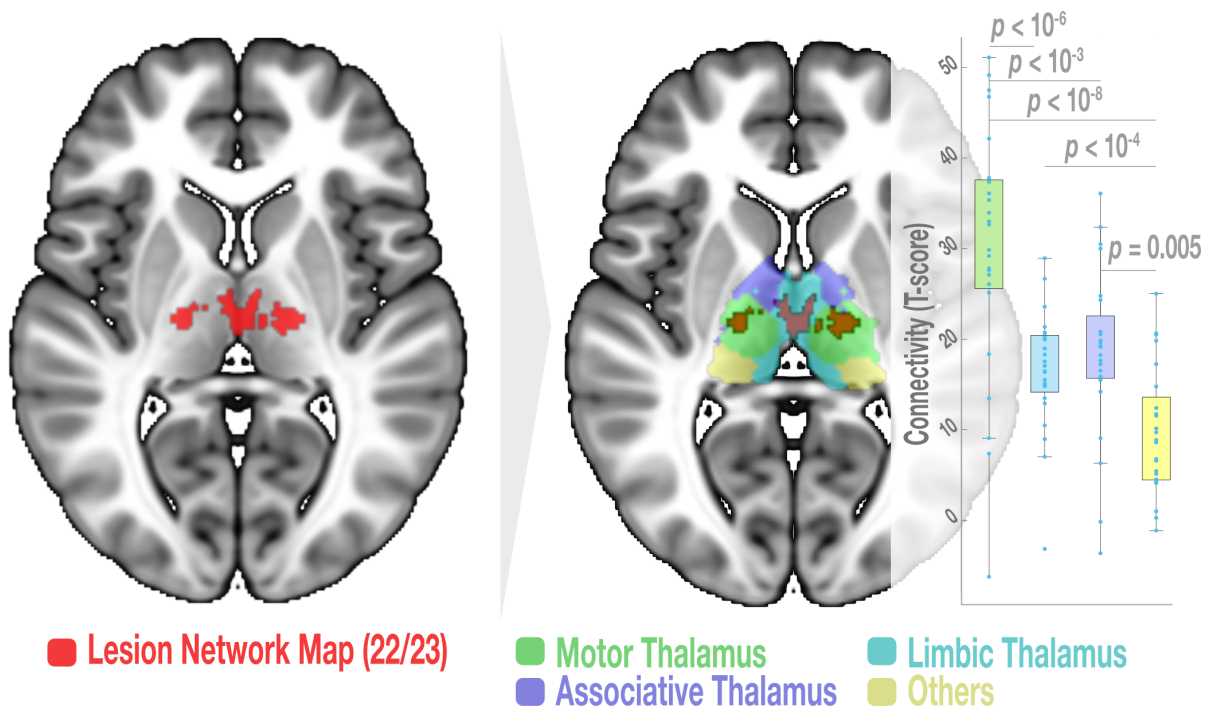 p < 10-6
p < 10-3
p < 10-8
p < 10-4
p = 0.005
Connectivity (T-score)
50
40
30
20
10
0
Lesion Network Map (22/23)
Motor Thalamus
Limbic Thalamus
Associative Thalamus
Others